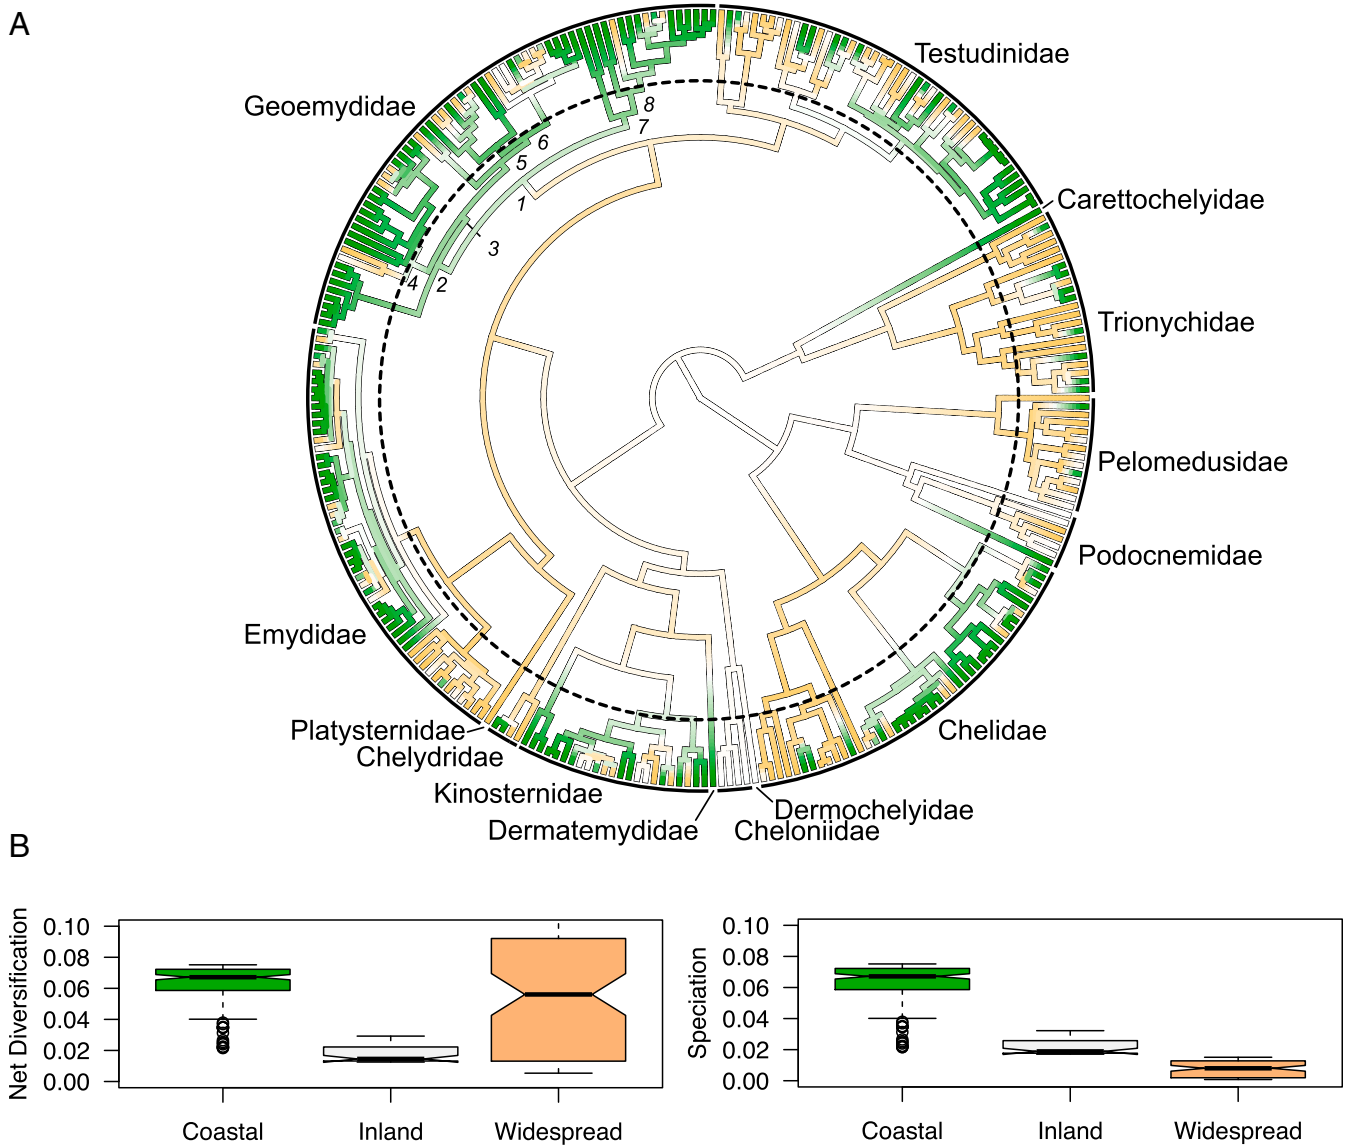 A
Testudinidae
Geoemydidae
8
7
6
5
1
3
4
2
Carettochelyidae
Trionychidae
Pelomedusidae
Podocnemidae
Emydidae
Chelidae
Platysternidae
Chelydridae
Kinosternidae
Dermochelyidae
Dermatemydidae
Cheloniidae
B
Net Diversification
0.10
0.08
0.06
0.04
0.02
0.00
Coastal
Inland
Widespread
Speciation
0.10
0.08
0.06
0.04
0.02
0.00
Coastal
Inland
Widespread